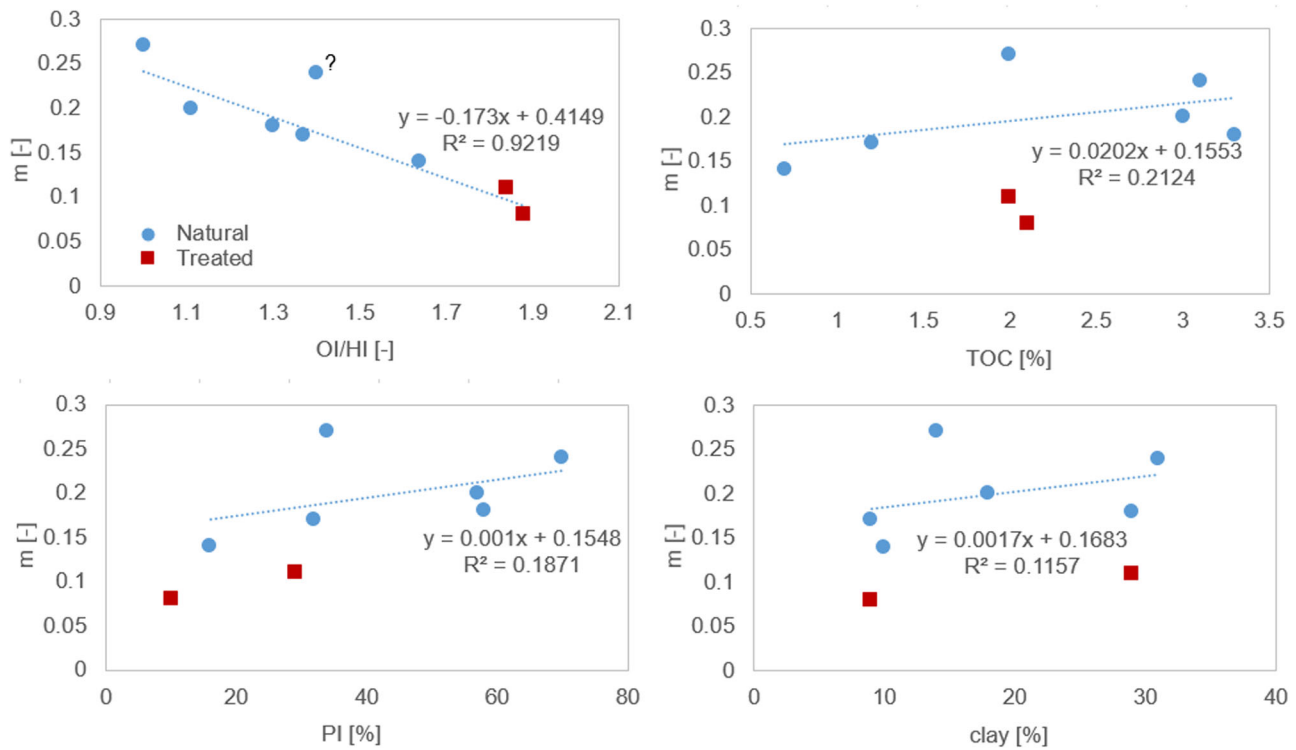 0.3
0.25
0.2
0.15
0.1
0.05
0
m [-]
?
y = -0.173x + 0.4149
R² = 0.9219
Natural
Treated
0.9 1.1 1.3 1.5 1.7 1.9 2.1
OI/HI [-]
0.3
0.25
0.2
0.15
0.1
0.05
0
m [-]
y = 0.0202x + 0.1553
R² = 0.2124
0.5 1 1.5 2 2.5 3 3.5
TOC [%]
0.3
0.25
0.2
0.15
0.1
0.05
0
m [-]
y = 0.001x + 0.1548
R² = 0.1871
0 20 40 60 80
PI [%]
0.3
0.25
0.2
0.15
0.1
0.05
0
m [-]
y = 0.0017x + 0.1683
R² = 0.1157
0 10 20 30 40
clay [%]